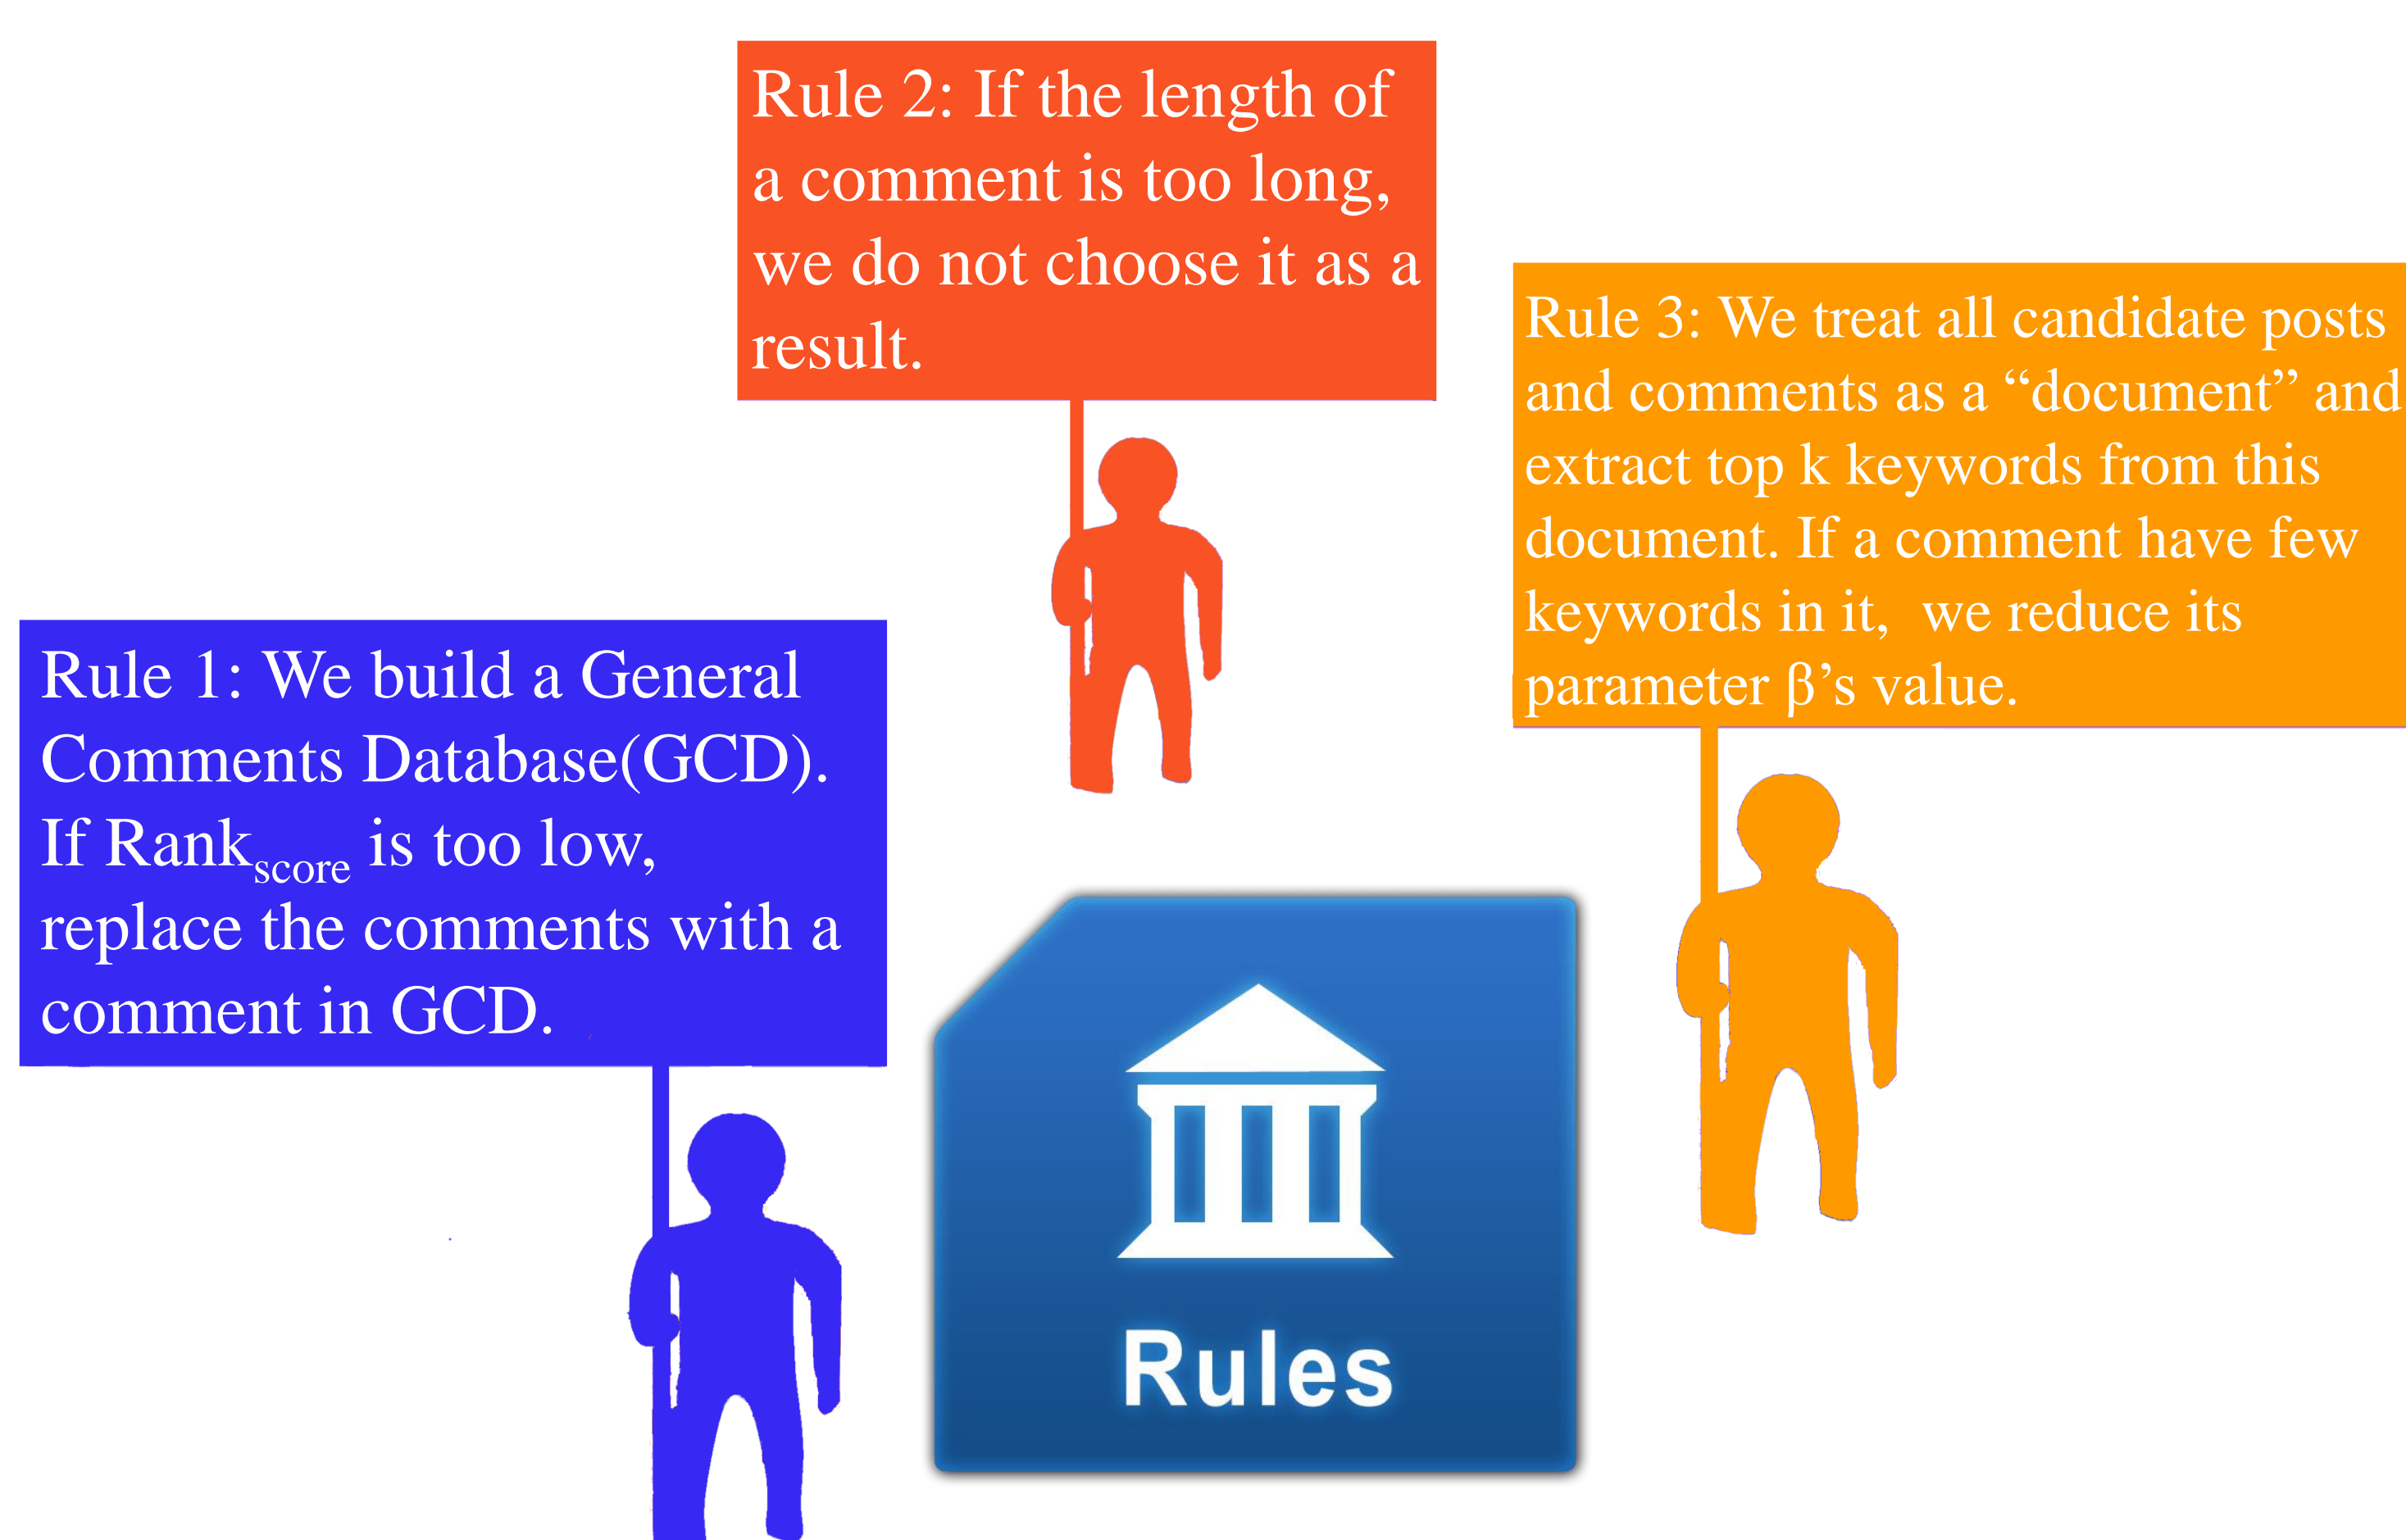 Rule 2: If the length of
a comment is too long,
we do not choose it as a
result.
Rule 3: We treat all candidate posts
and comments as a “document” and
extract top k keywords from this
document. If a comment have few
keywords in it, we reduce its
parameter β’s value.
Rule 1: We build a General
Comments Database(GCD).
If Rankscore is too low,
replace the comments with a
comment in GCD.
Rules